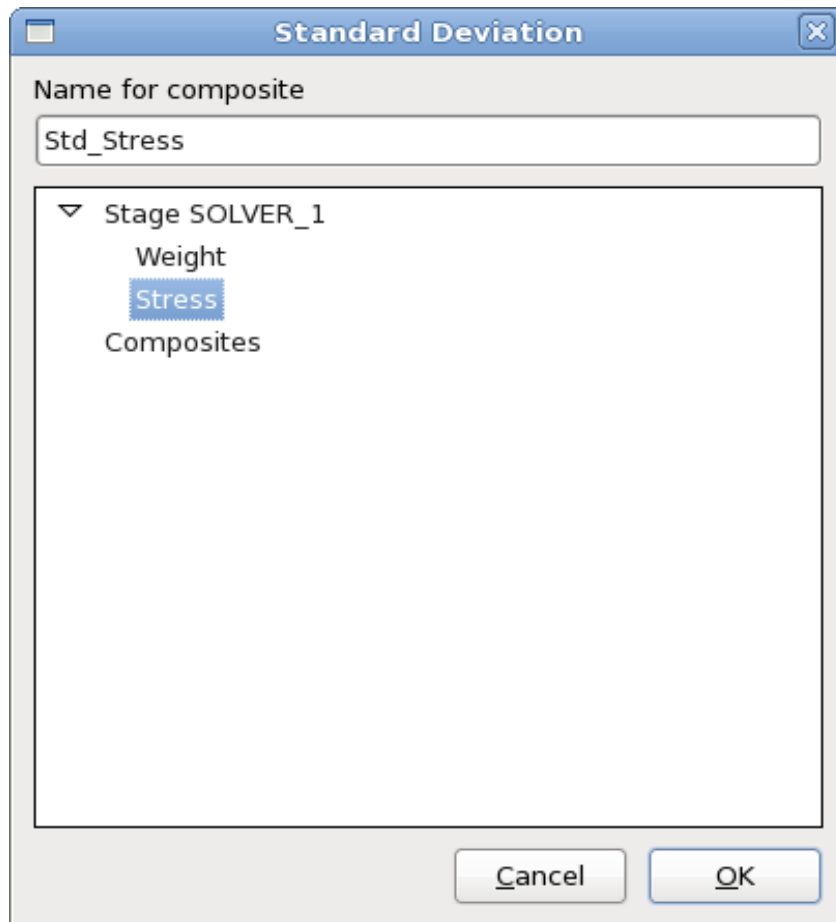 Standard Deviation
Name for composite
Std_Stress
Stage SOLVER_1
Weight
Stress
Composites
Cancel OK